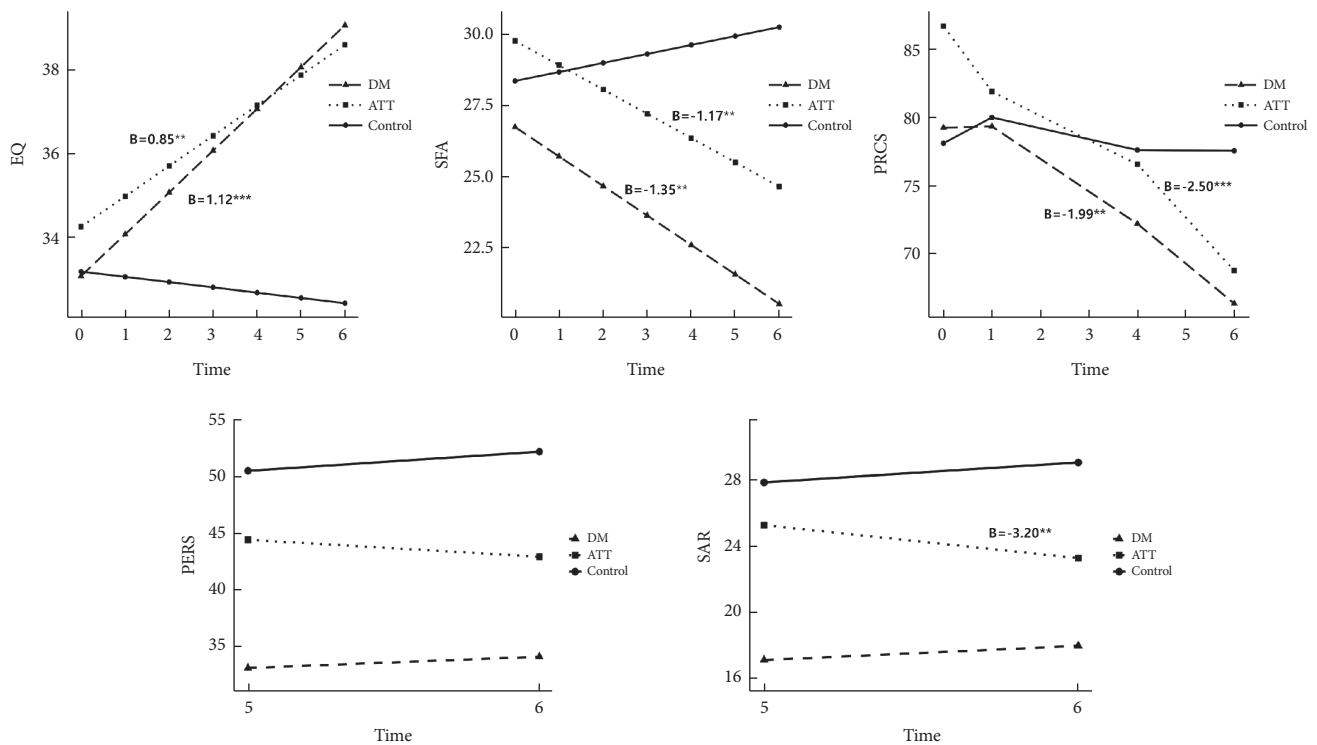 EQ
38
36
34
0 1 2 3 4 5 6
Time
B=0.85**
B=1.12***
DM
ATT
Control
SFA
30.0
27.5
25.0
22.5
0 1 2 3 4 5 6
Time
B=-1.17**
B=-1.35**
DM
ATT
Control
PRCS
85
80
75
70
0 1 2 3 4 5 6
Time
B=-2.50***
B=-1.99**
DM
ATT
Control
PERS
55
50
45
40
35
5 6
Time
DM
ATT
Control
SAR
28
24
20
16
5 6
Time
B=-3.20**
DM
ATT
Control